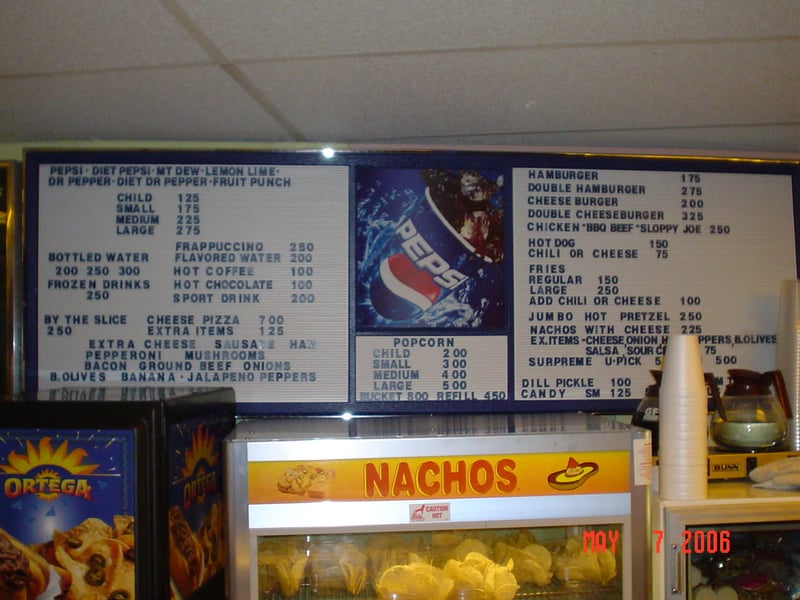 PEPSI · DIET PEPSI · MT DEW · LEMON LIME ·
DR PEPPER · DIET DR PEPPER · FRUIT PUNCH
CHILD 125
SMALL 175
MEDIUM 225
LARGE 275
FRAPPUCCINO 250
BOTTLED WATER FLAVORED WATER 200
200 250 300 HOT COFFEE 100
FROZEN DRINKS HOT CHOCOLATE 100
250 SPORT DRINK 200
BY THE SLICE CHEESE PIZZA 700
250 EXTRA ITEMS 125
EXTRA CHEESE SAUSAGE HAM
PEPPERONI MUSHROOMS
BACON GROUND BEEF ONIONS
B.OLIVES BANANA · JALAPENO PEPPERS
PEPSI
POPCORN
CHILD 200
SMALL 300
MEDIUM 400
LARGE 500
BUCKET 800 REFILL 450
HAMBURGER 175
DOUBLE HAMBURGER 275
CHEESEBURGER 200
DOUBLE CHEESEBURGER 325
CHICKEN "BBQ BEEF "SLOPPY JOE 250
HOT DOG 150
CHILI OR CHEESE 75
FRIES
REGULAR 150
LARGE 250
ADD CHILI OR CHEESE 100
JUMBO HOT PRETZEL 250
NACHOS WITH CHEESE 225
EX.ITEMS - CHEESE,ONION PPERS,B.OLIVES
SALSA 75
SURPREME U-PICK 5 500
DILL PICKLE 100
CANDY SM 125
ORTEGA
ORTEGA
NACHOS
CAUTION
HOT
BUNN
MAY 7 2006